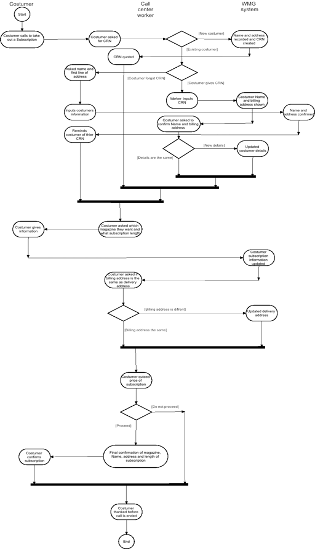 Costumer
Call
center
worker
WMG
system
Start
Costumer calls to take
out a Subscription
Costumer asked
for CRN
[New costumer]
Name and address
recorded and CRN
created
[Existing costumer]
CRN quoted
Asked name and
first line of
address
[Costumer forgot CRN]
[Costumer gives CRN]
Worker inputs
CRN
Costumer Name
and billing
address shown
Inputs costumers
information
Name and
address confirmed
Costumer asked to
confirm Name and billing
address
Reminds
costumer of their
CRN
[New details]
Updated
costumer details
[Details are the same]
Costumer gives
information
Costumer asked which
magazine they want and
what subscription length
Costumer
subscription
information
updated
Costumer asked if
billing address is the
same as delivery
address
[Billing address is diffrent]
Updated delivery
address
[Billing address the same]
Costumer quoted
price of
subscription
[Do not proceed]
[Proceed]
Costumer
confirms
subscription
Final confirmation of magazine,
Name, address and length of
subscription
Costumer
thanked before
call is ended
End